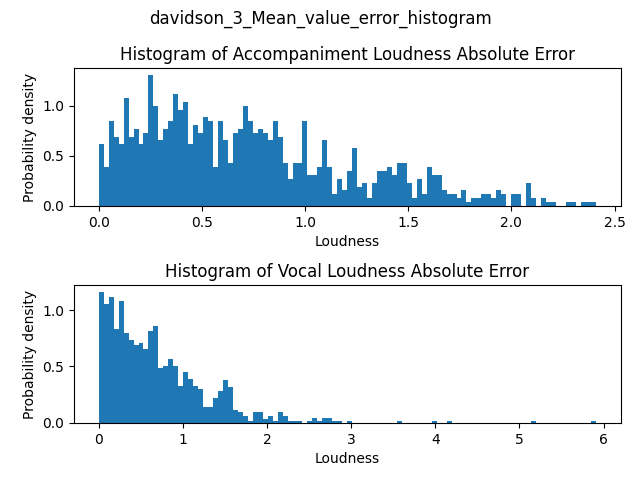 davidson_3_Mean_value_error_histogram
Histogram of Accompaniment Loudness Absolute Error
Probability density
1.0
0.5
0.0
0.0 0.5 1.0 1.5 2.0 2.5
Loudness
Histogram of Vocal Loudness Absolute Error
Probability density
1.0
0.5
0.0
0 1 2 3 4 5 6
Loudness